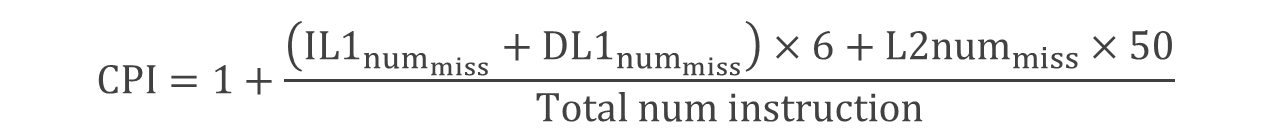 CPI = 1 + (IL1num_miss + DL1num_miss) × 6 + L2num_miss × 50
Total num instruction